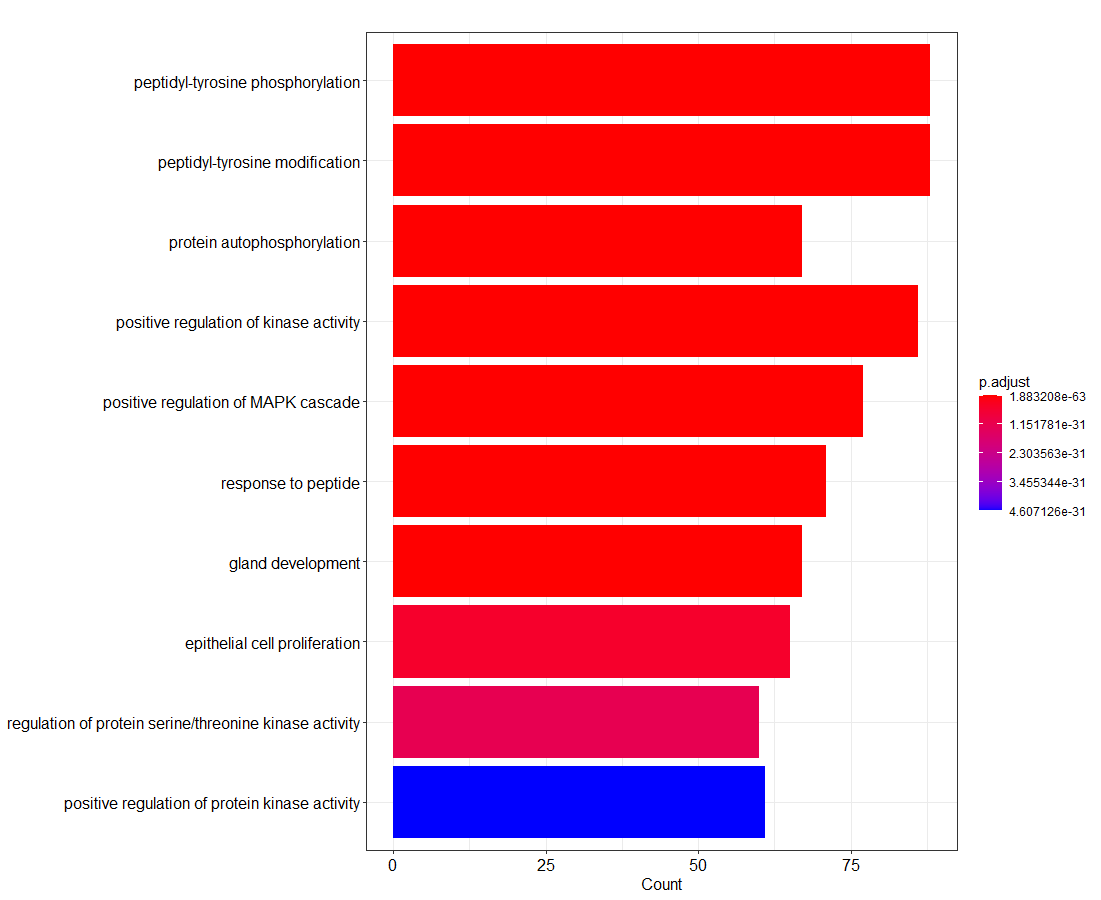 peptidyl-tyrosine phosphorylation
peptidyl-tyrosine modification
protein autophosphorylation
positive regulation of kinase activity
positive regulation of MAPK cascade
response to peptide
gland development
epithelial cell proliferation
regulation of protein serine/threonine kinase activity
positive regulation of protein kinase activity
0 25 50 75
Count
p.adjust
1.883208e-63
1.151781e-31
2.303563e-31
3.455344e-31
4.607126e-31